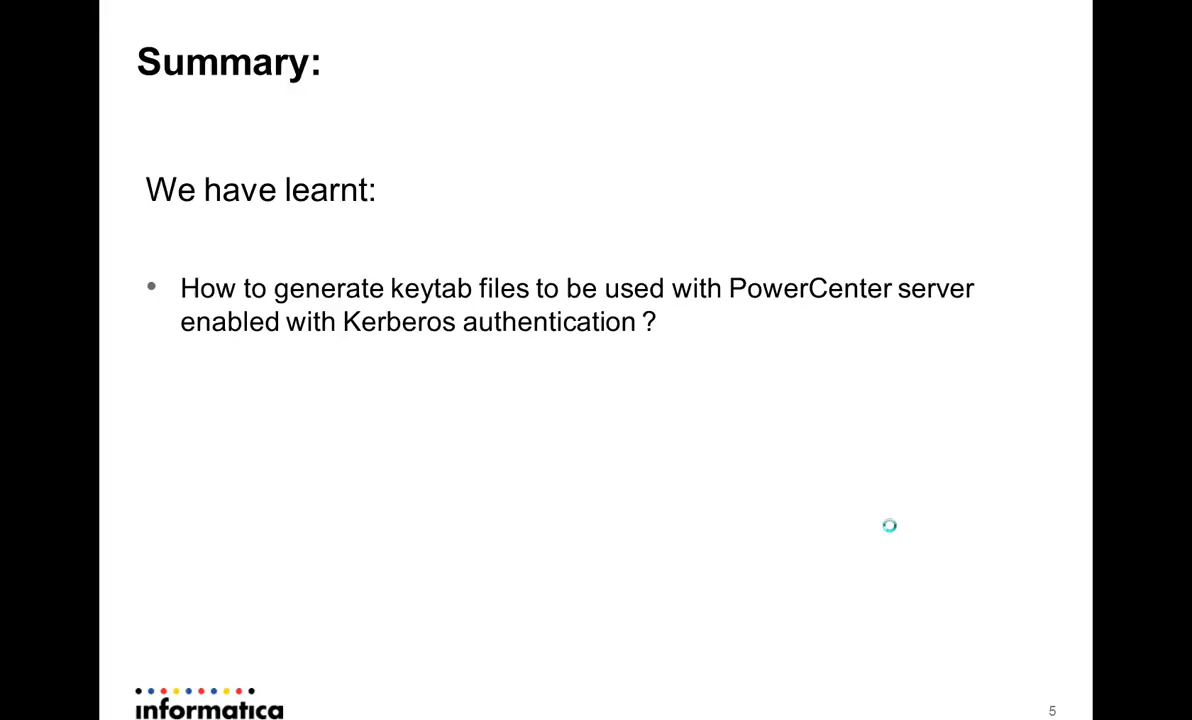 Summary:
We have learnt:
• How to generate keytab files to be used with PowerCenter server
enabled with Kerberos authentication ?
informatica
5